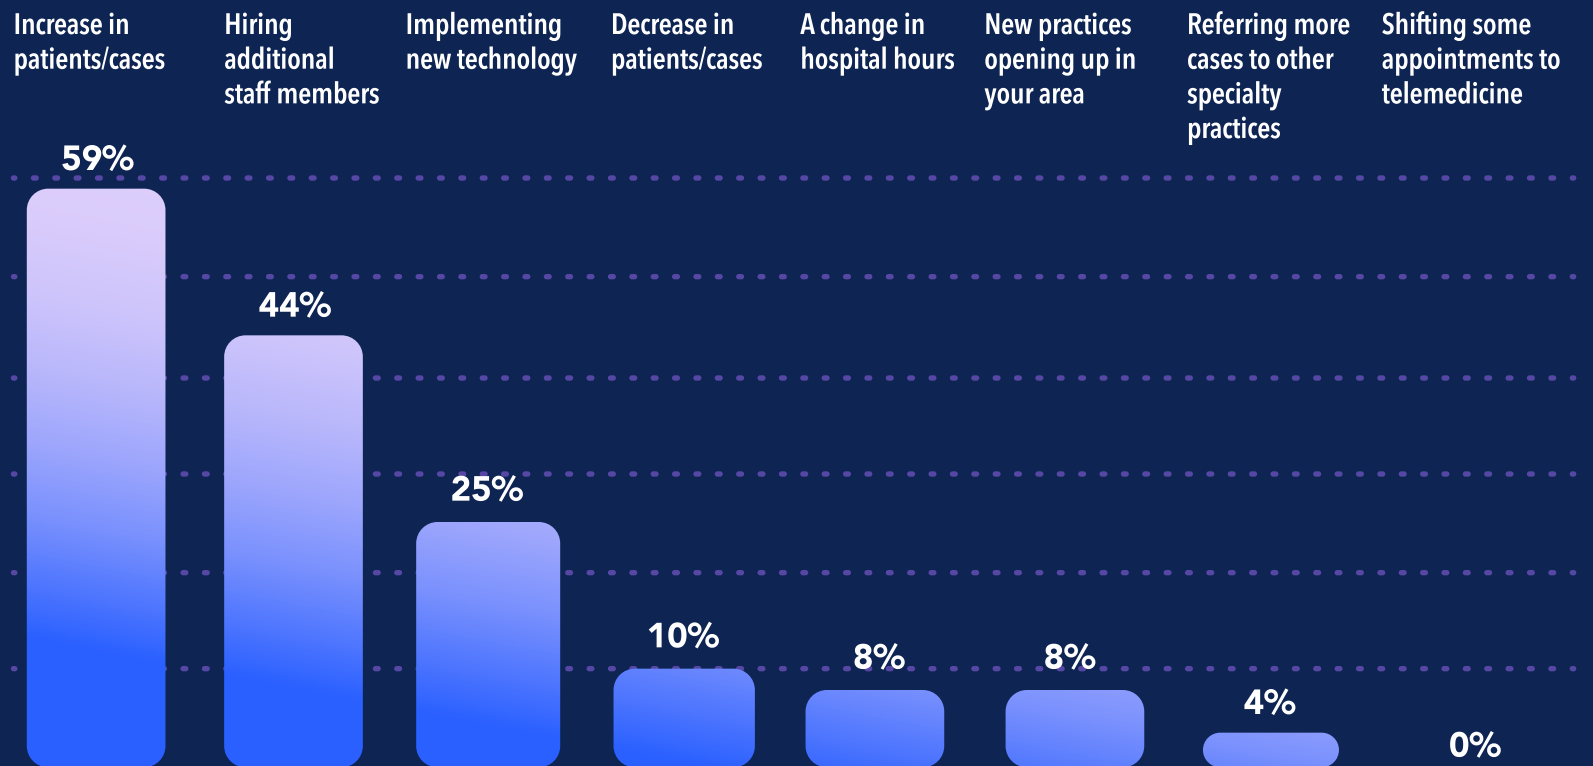 Increase in
patients/cases
Hiring
additional
staff members
Implementing
new technology
Decrease in
patients/cases
A change in
hospital hours
New practices
opening up in
your area
Referring more
cases to other
specialty
practices
Shifting some
appointments to
telemedicine
59%
44%
25%
10%
8%
8%
4%
0%